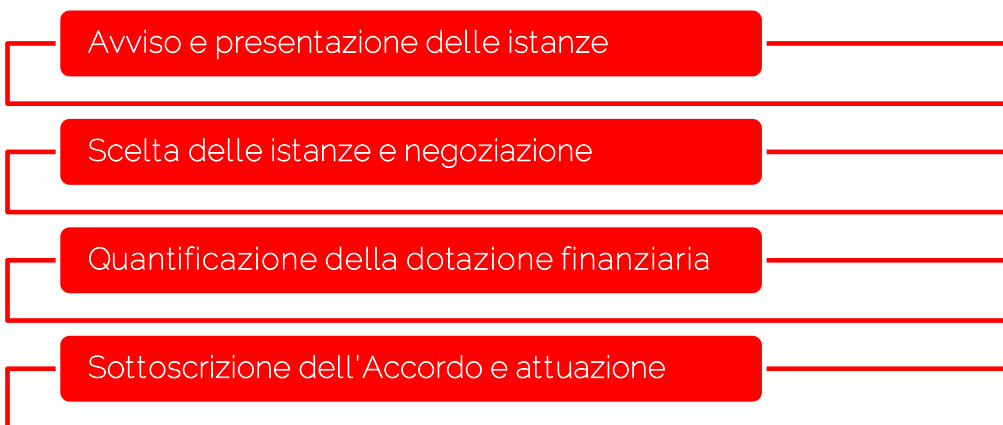 Avviso e presentazione delle istanze
Scelta delle istanze e negoziazione
Quantificazione della dotazione finanziaria
Sottoscrizione dell'Accordo e attuazione